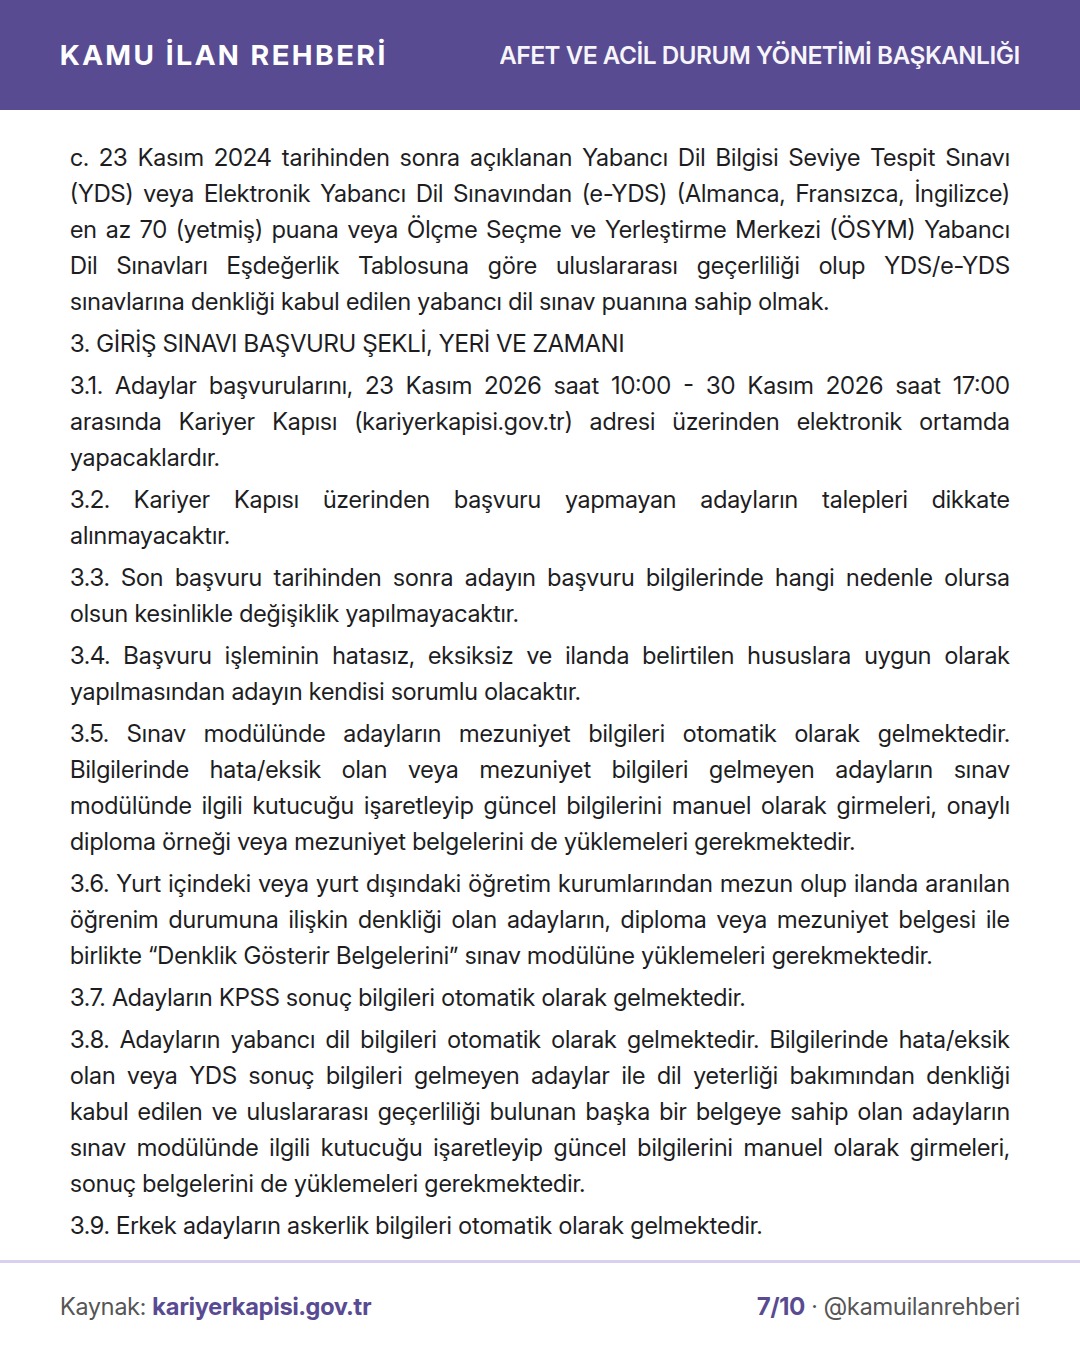 KAMU İLAN REHBERİ
AFET VE ACİL DURUM YÖNETİMİ BAŞKANLIĞI
c. 23 Kasım 2024 tarihinden sonra açıklanan Yabancı Dil Bilgisi Seviye Tespit Sınavı
(YDS) veya Elektronik Yabancı Dil Sınavından (e-YDS) (Almanca, Fransızca, İngilizce)
en az 70 (yetmiş) puana veya Ölçme Seçme ve Yerleştirme Merkezi (ÖSYM) Yabancı
Dil Sınavları Eşdeğerlik Tablosuna göre uluslararası geçerliliği olup YDS/e-YDS
sınavlarına denkliği kabul edilen yabancı dil sınav puanına sahip olmak.
3. GİRİŞ SINAVI BAŞVURU ŞEKLİ, YERİ VE ZAMANI
3.1. Adaylar başvurularını, 23 Kasım 2026 saat 10:00 - 30 Kasım 2026 saat 17:00
arasında Kariyer Kapısı (kariyerkapisi.gov.tr) adresi üzerinden elektronik ortamda
yapacaklardır.
3.2. Kariyer Kapısı üzerinden başvuru yapmayan adayların talepleri dikkate
alınmayacaktır.
3.3. Son başvuru tarihinden sonra adayın başvuru bilgilerinde hangi nedenle olursa
olsun kesinlikle değişiklik yapılmayacaktır.
3.4. Başvuru işleminin hatasız, eksiksiz ve ilanda belirtilen hususlara uygun olarak
yapılmasından adayın kendisi sorumlu olacaktır.
3.5. Sınav modülünde adayların mezuniyet bilgileri otomatik olarak gelmektedir.
Bilgilerinde hata/eksik olan veya mezuniyet bilgileri gelmeyen adayların sınav
modülünde ilgili kutucuğu işaretleyip güncel bilgilerini manuel olarak girmeleri, onaylı
diploma örneği veya mezuniyet belgelerini de yüklemeleri gerekmektedir.
3.6. Yurt içindeki veya yurt dışındaki öğretim kurumlarından mezun olup ilanda aranılan
öğrenim durumuna ilişkin denkliği olan adayların, diploma veya mezuniyet belgesi ile
birlikte “Denklik Gösterir Belgelerini” sınav modülüne yüklemeleri gerekmektedir.
3.7. Adayların KPSS sonuç bilgileri otomatik olarak gelmektedir.
3.8. Adayların yabancı dil bilgileri otomatik olarak gelmektedir. Bilgilerinde hata/eksik
olan veya YDS sonuç bilgileri gelmeyen adaylar ile dil yeterliği bakımından denkliği
kabul edilen ve uluslararası geçerliliği bulunan başka bir belgeye sahip olan adayların
sınav modülünde ilgili kutucuğu işaretleyip güncel bilgilerini manuel olarak girmeleri,
sonuç belgelerini de yüklemeleri gerekmektedir.
3.9. Erkek adayların askerlik bilgileri otomatik olarak gelmektedir.
Kaynak: kariyerkapisi.gov.tr
7/10 · @kamuilanrehberi